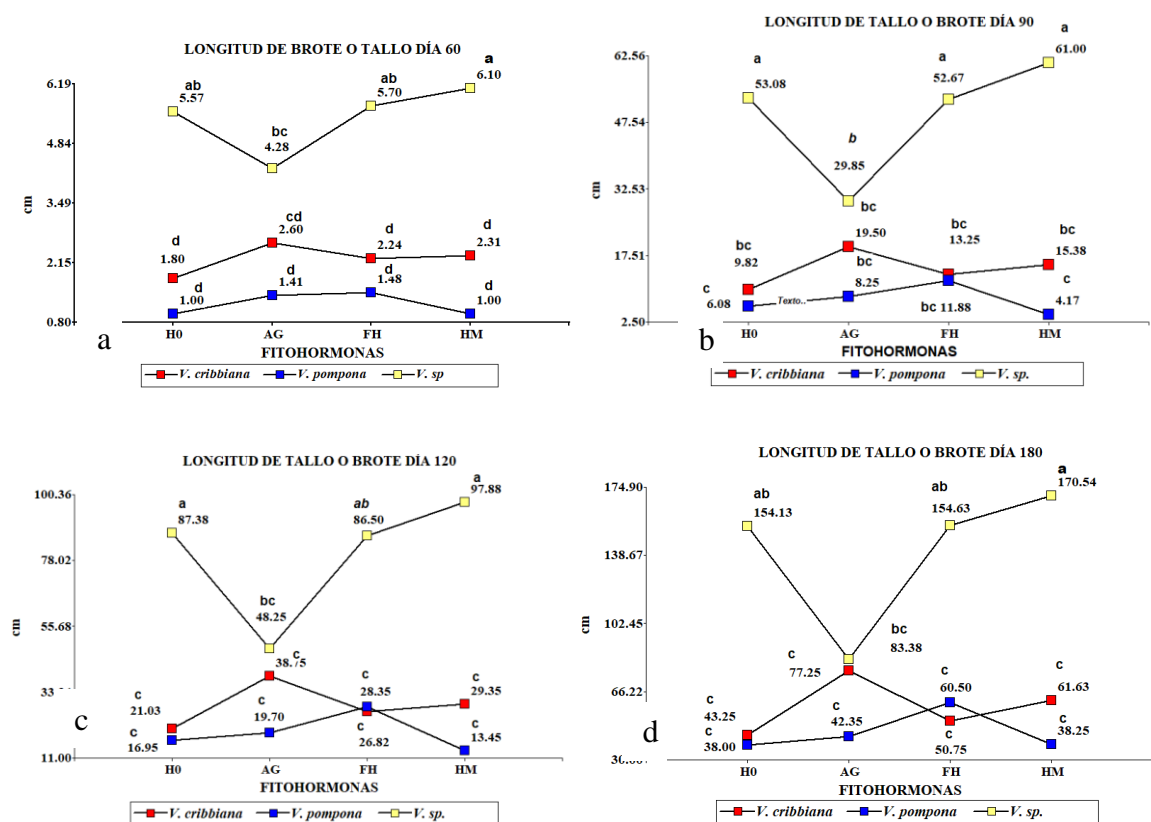 LONGITUD DE BROTE O TALLO DÍA 60
cm
6.19
4.84
3.49
2.15
0.80
ab
5.57
bc
4.28
ab
5.70
a
6.10
d
1.80
cd
2.60
d
2.24
d
2.31
d
1.00
d
1.41
d
1.48
d
1.00
H0 AG FH HM
FITOHORMONAS
a
V. cribbiana V. pompona V. sp
LONGITUD DE TALLO O BROTE DÍA 90
cm
62.56
47.54
32.53
17.51
2.50
a
53.08
b
29.85
a
52.67
a
61.00
bc
9.82
bc
19.50
bc
13.25
bc
15.38
c
6.08
Texto..
bc
8.25
bc 11.88
c
4.17
H0 AG FH HM
FITOHORMONAS
b
V. cribbiana V. pompona V. sp.
LONGITUD DE TALLO O BROTE DÍA 120
cm
100.36
78.02
55.68
11.00
a
87.38
bc
48.25
ab
86.50
a
97.88
c
21.03
c
38.75
c
28.35
c
29.35
c
16.95
c
19.70
c
26.82
c
13.45
H0 AG FH HM
FITOHORMONAS
c
V. cribbiana V. pompona V. sp.
LONGITUD DE TALLO O BROTE DÍA 180
cm
174.90
138.67
102.45
66.22
ab
154.13
bc
83.38
ab
154.63
a
170.54
c
43.25
c
77.25
c
60.50
c
61.63
c
38.00
c
42.35
c
50.75
c
38.25
H0 AG FH HM
FITOHORMONAS
d
V. cribbiana V. pompona V. sp.